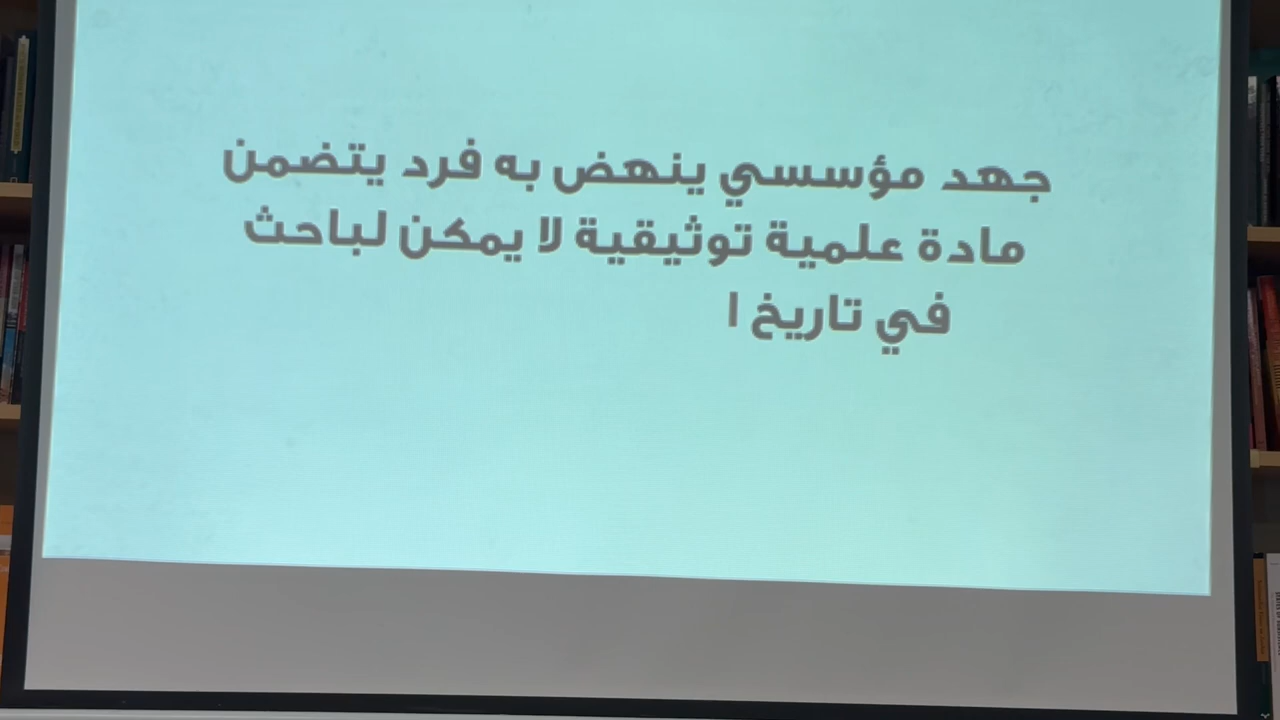 جهد مؤسسي ينهض به فرد يتضمن
مادة علمية توثيقية لا يمكن لباحث
في تاريخ ا